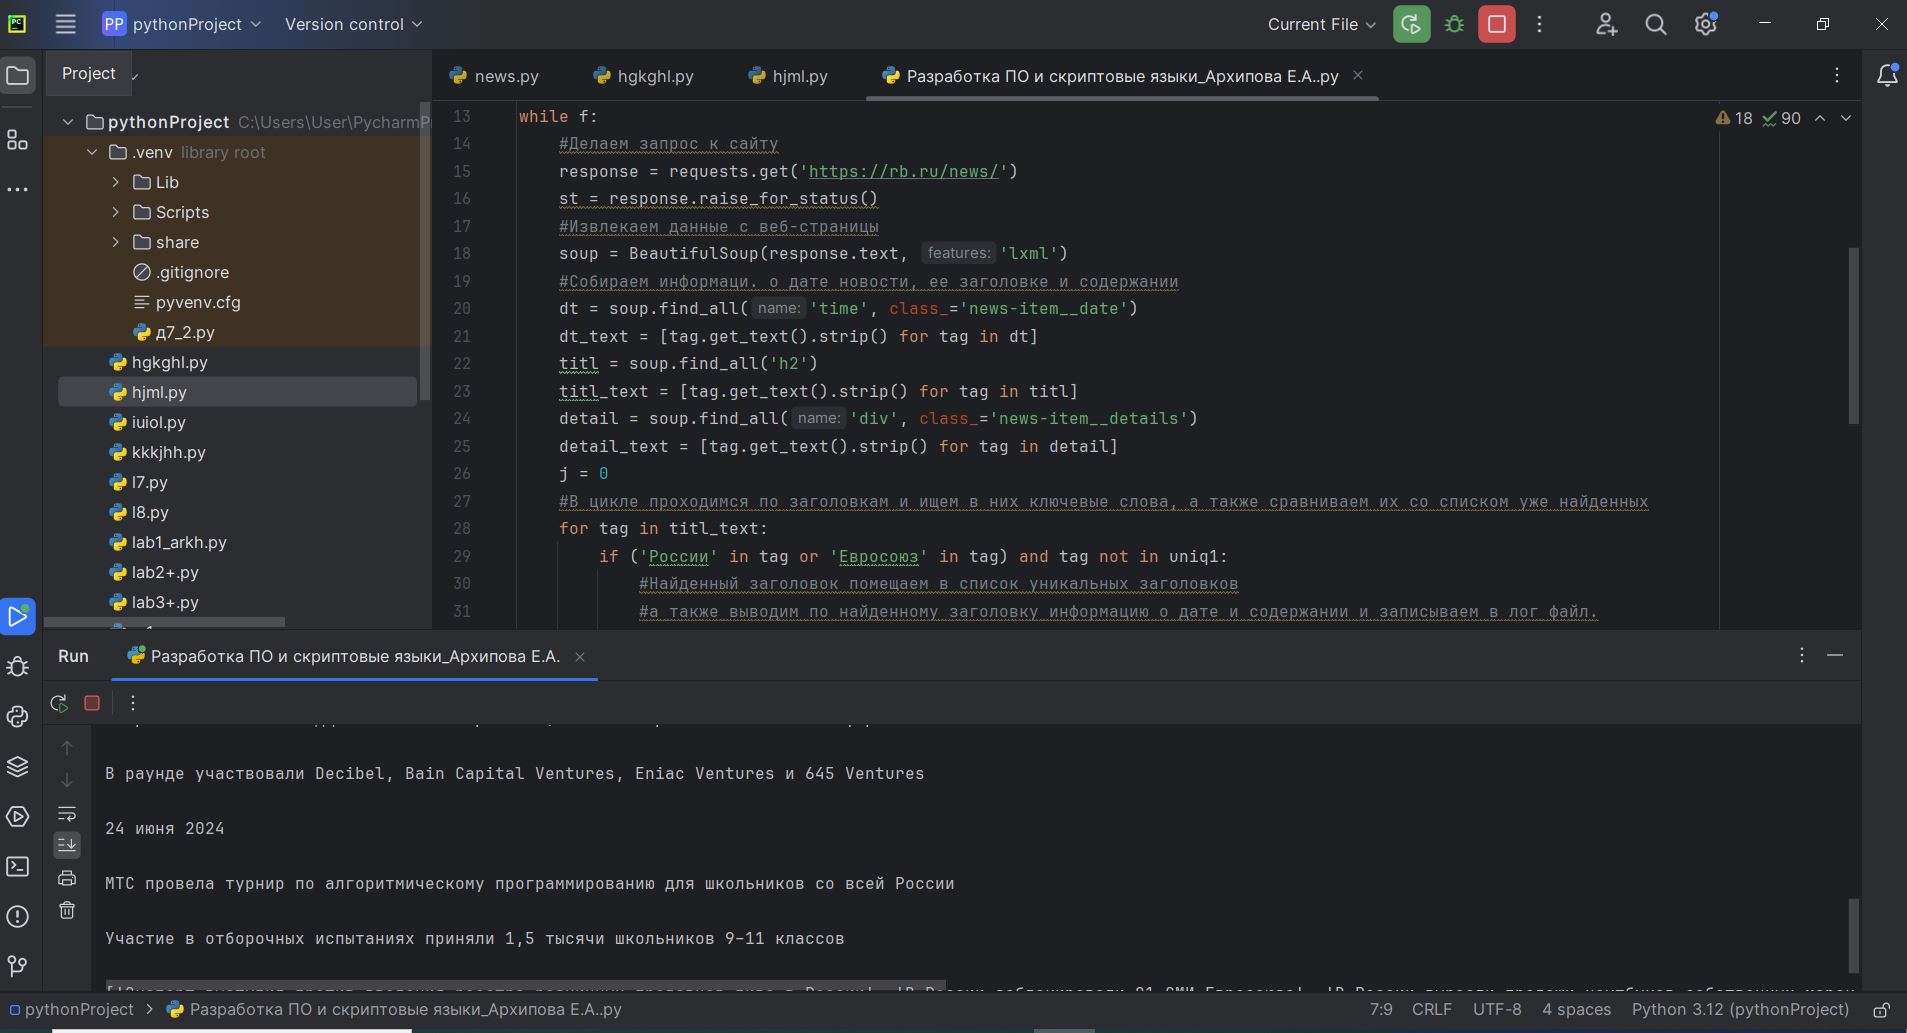 PP pythonProject Version control Current File
Project
news.py hgkghl.py hjml.py Разработка ПО и скриптовые языки_Архипова Е.А..py
pythonProject C:\Users\User\PycharmP
.venv library root
Lib
Scripts
share
.gitignore
pyvenv.cfg
д7_2.py
hgkghl.py
hjml.py
iuiol.py
kkkjhh.py
l7.py
l8.py
lab1_arkh.py
lab2+.py
lab3+.py
18 90
13 while f:
14 #Делаем запрос к сайту
15 response = requests.get('https://rb.ru/news/')
16 st = response.raise_for_status()
17 #Извлекаем данные с веб-страницы
18 soup = BeautifulSoup(response.text, features: 'lxml')
19 #Собираем информаци. о дате новости, ее заголовке и содержании
20 dt = soup.find_all( name: 'time', class_='news-item__date')
21 dt_text = [tag.get_text().strip() for tag in dt]
22 titl = soup.find_all('h2')
23 titl_text = [tag.get_text().strip() for tag in titl]
24 detail = soup.find_all( name: 'div', class_='news-item__details')
25 detail_text = [tag.get_text().strip() for tag in detail]
26 j = 0
27 #В цикле проходимся по заголовкам и ищем в них ключевые слова, а также сравниваем их со списком уже найденных
28 for tag in titl_text:
29 if ('России' in tag or 'Евросоюз' in tag) and tag not in uniq1:
30 #Найденный заголовок помещаем в список уникальных заголовков
31 #а также выводим по найденному заголовку информацию о дате и содержании и записываем в лог файл.
Run Разработка ПО и скриптовые языки_Архипова Е.А.
В раунде участвовали Decibel, Bain Capital Ventures, Eniac Ventures и 645 Ventures
24 июня 2024
МТС провела турнир по алгоритмическому программированию для школьников со всей России
Участие в отборочных испытаниях приняли 1,5 тысячи школьников 9–11 классов
pythonProject Разработка ПО и скриптовые языки_Архипова Е.А..py 7:9 CRLF UTF-8 4 spaces Python 3.12 (pythonProject)